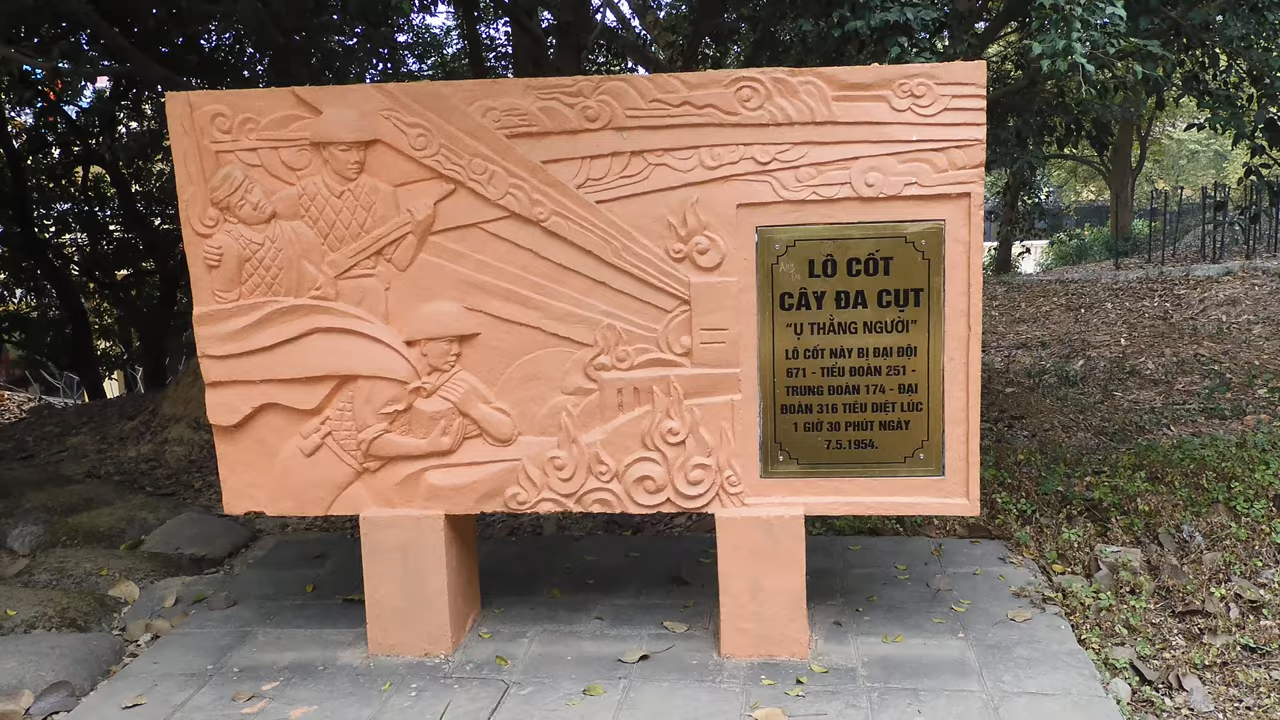 LÔ CỐT
CÂY ĐA CỤT
“Ụ THẰNG NGƯỜI”
LÔ CỐT NÀY BỊ ĐẠI ĐỘI
671 - TIỂU ĐOÀN 251 -
TRUNG ĐOÀN 174 - ĐẠI
ĐOÀN 316 TIÊU DIỆT LÚC
1 GIỜ 30 PHÚT NGÀY
7.5.1954.